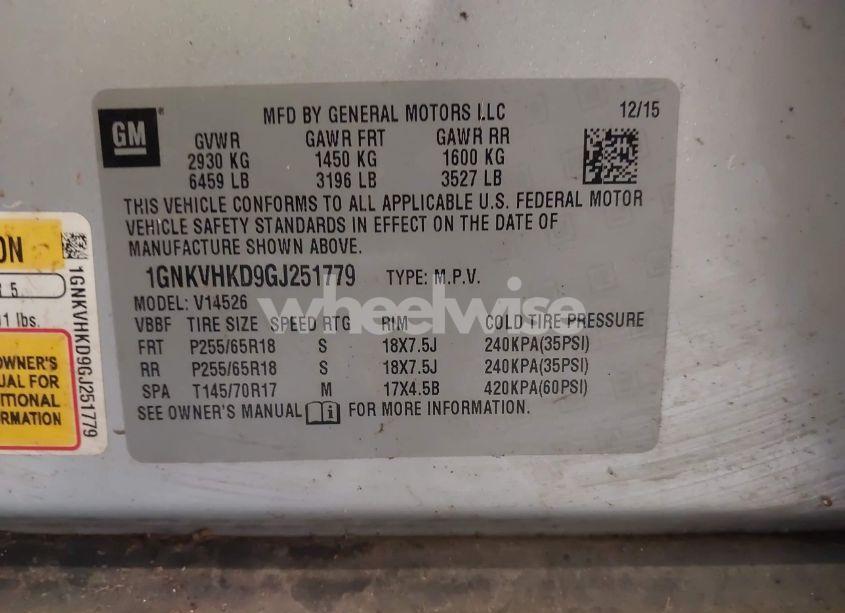 GM
MFD BY GENERAL MOTORS LLC 12/15
GVWR GAWR FRT GAWR RR
2930 KG 1450 KG 1600 KG
6459 LB 3196 LB 3527 LB
THIS VEHICLE CONFORMS TO ALL APPLICABLE U.S. FEDERAL MOTOR
VEHICLE SAFETY STANDARDS IN EFFECT ON THE DATE OF
MANUFACTURE SHOWN ABOVE.
1GNKVHKD9GJ251779 TYPE: M.P.V.
MODEL: V14526
VBBF TIRE SIZE SPEED RTG RIM COLD TIRE PRESSURE
FRT P255/65R18 S 18X7.5J 240KPA(35PSI)
RR P255/65R18 S 18X7.5J 240KPA(35PSI)
SPA T145/70R17 M 17X4.5B 420KPA(60PSI)
SEE OWNER'S MANUAL FOR MORE INFORMATION.
wheelwise
5
lbs.
OWNER'S
FOR
1GNKVHKD9GJ251779